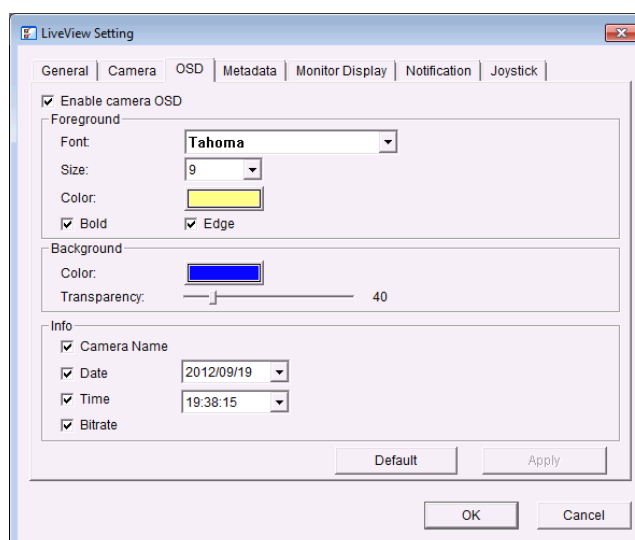 LiveView Setting
General Camera OSD Metadata Monitor Display Notification Joystick
Enable camera OSD
Foreground
Font: Tahoma
Size: 9
Color:
Bold Edge
Background
Color:
Transparency: 40
Info
Camera Name
Date 2012/09/19
Time 19:38:15
Bitrate
Default Apply
OK Cancel